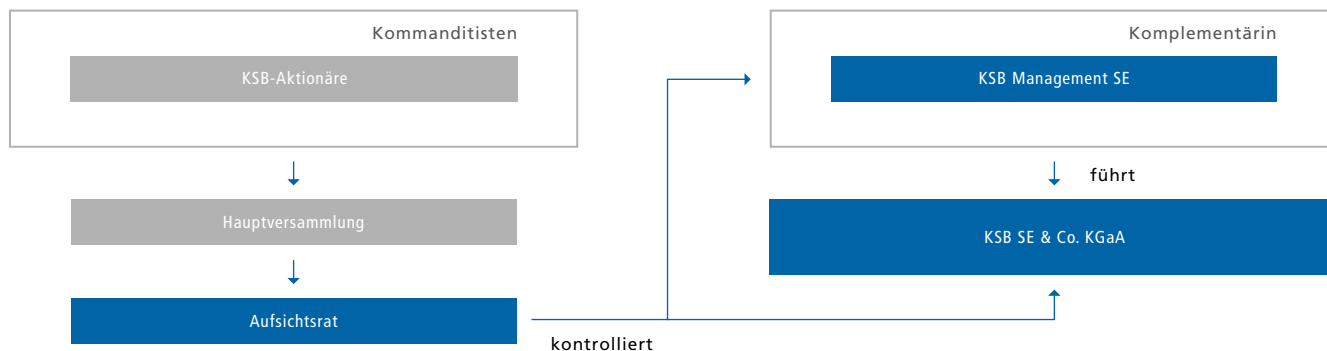 Kommanditisten
KSB-Aktionäre
Hauptversammlung
Aufsichtsrat
kontrolliert
Komplementärin
KSB Management SE
führt
KSB SE & Co. KGaA